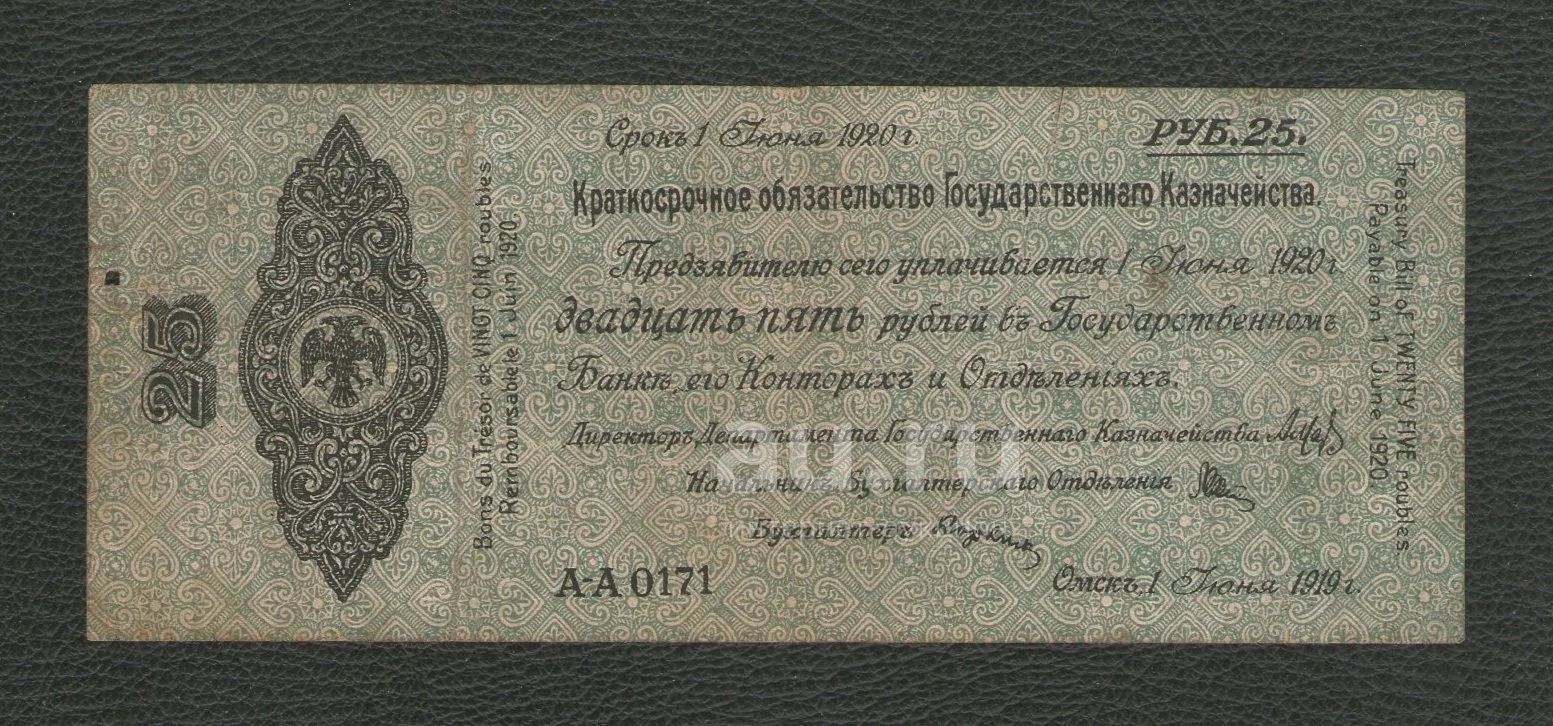 25
Bons du Trésor de VINGT CINQ roubles
Remboursable le 1 Juin 1920.
Срокъ 1 Іюня 1920 г.
РУБ. 25.
Краткосрочное обязательство Государственнаго Казначейства.
Предъявителю сего уплачивается 1 Іюня 1920 г.
двадцать пять рублей въ Государственномъ
Банкѣ, его Конторахъ и Отдѣленіяхъ.
Директоръ Департамента Государственнаго Казначейства
Начальникъ Бухгалтерскаго Отдѣленія
Бухгалтеръ
А-А 0171
Омскъ, 1 Іюня 1919 г.
Treasury Bill of TWENTY FIVE roubles
Payable on 1 June 1920
au.ru